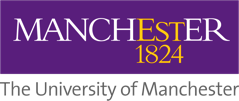 MANCHESTER
1824
The University of Manchester